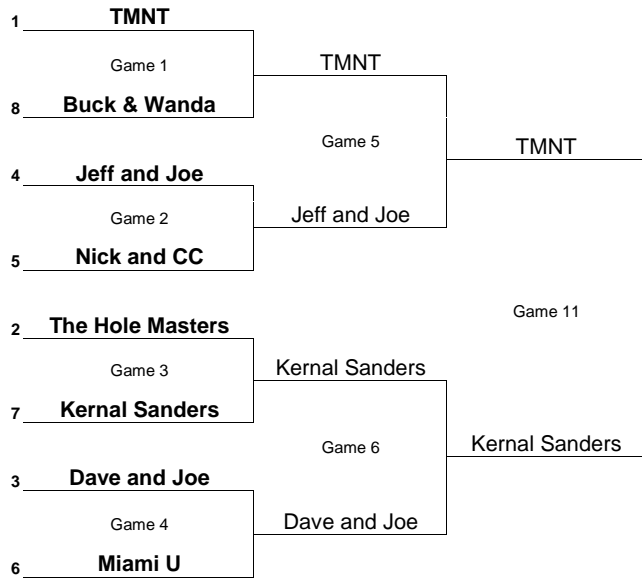 1 TMNT
Game 1
TMNT
8 Buck & Wanda
Game 5
TMNT
4 Jeff and Joe
Game 2
Jeff and Joe
5 Nick and CC
Game 11
2 The Hole Masters
Game 3
Kernal Sanders
7 Kernal Sanders
Game 6
Kernal Sanders
3 Dave and Joe
Game 4
Dave and Joe
6 Miami U